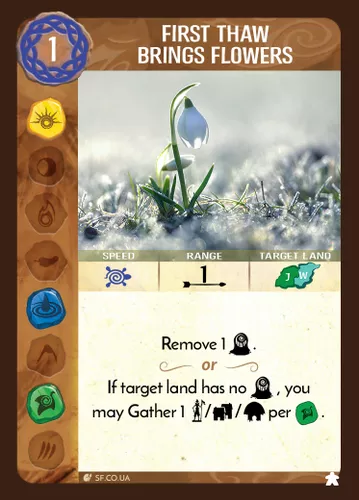 1
FIRST THAW
BRINGS FLOWERS
SPEED RANGE TARGET LAND
1 J W
Remove 1 .
or
If target land has no , you
may Gather 1 / / per .
SF.CO.UA